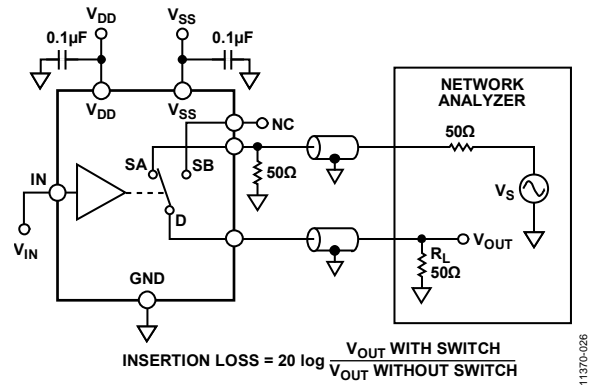 VDD VSS
0.1µF 0.1µF
VDD VSS
NC
NETWORK
ANALYZER
50Ω
SA SB
50Ω
IN
VS
D
VIN
VOUT
RL
50Ω
GND
INSERTION LOSS = 20 log VOUT WITH SWITCH
VOUT WITHOUT SWITCH
11370-026